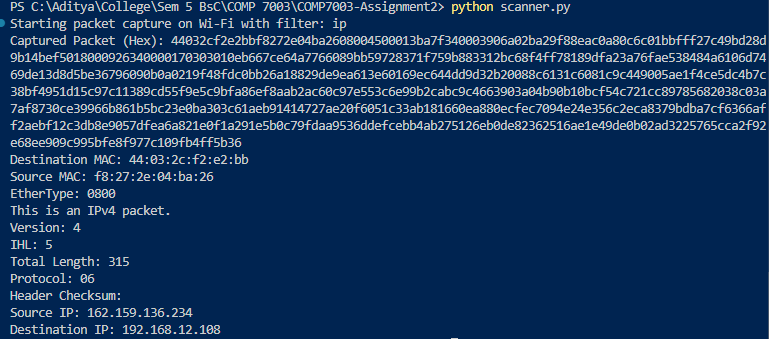 PS C:\Aditya\College\Sem 5 BsC\COMP 7003\COMP7003-Assignment2> python scanner.py
Starting packet capture on Wi-Fi with filter: ip
Captured Packet (Hex): 44032cf2e2bbf8272e04ba2608004500013ba7f340003906a02ba29f88eac0a80c6c01bbfff27c49bd28d
9b14bef5018000926340000170303010eb667ce64a7766089bb59728371f759b883312bc68f4ff78189dfa23a76fae538484a6106d74
69de13d8d5be36796090b0a0219f48fdc0bb26a18829de9ea613e60169ec644dd9d32b20088c6131c6081c9c449005ae1f4ce5dc4b7c
38bf4951d15c97c11389cd55f9e5c9bfa86ef8aab2ac60c97e553c6e99b2cabc9c4663903a04b90b10bcf54c721cc89785682038c03a
7af8730ce39966b861b5bc23e0ba303c61aeb91414727ae20f6051c33ab181660ea880ecfec7094e24e356c2eca8379bdba7cf6366af
f2aebf12c3db8e9057dfea6a821e0f1a291e5b0c79fdaa9536ddefcebb4ab275126eb0de82362516ae1e49de0b02ad3225765cca2f92
e68ee909c995bfe8f977c109fb4ff5b36
Destination MAC: 44:03:2c:f2:e2:bb
Source MAC: f8:27:2e:04:ba:26
EtherType: 0800
This is an IPv4 packet.
Version: 4
IHL: 5
Total Length: 315
Protocol: 06
Header Checksum:
Source IP: 162.159.136.234
Destination IP: 192.168.12.108